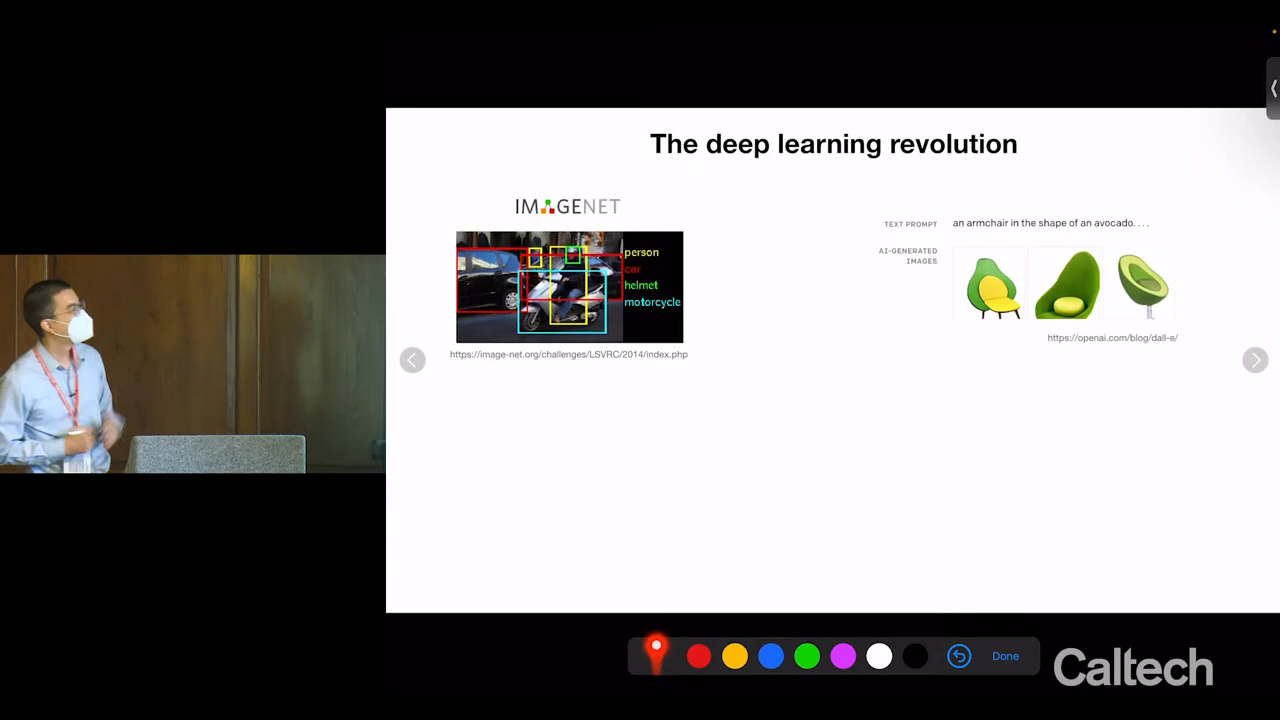 The deep learning revolution
IMAGENET
person
car
helmet
motorcycle
https://image-net.org/challenges/LSVRC/2014/index.php
TEXT PROMPT
an armchair in the shape of an avocado. . . .
AI-GENERATED
IMAGES
https://openai.com/blog/dall-e/
Done
Caltech